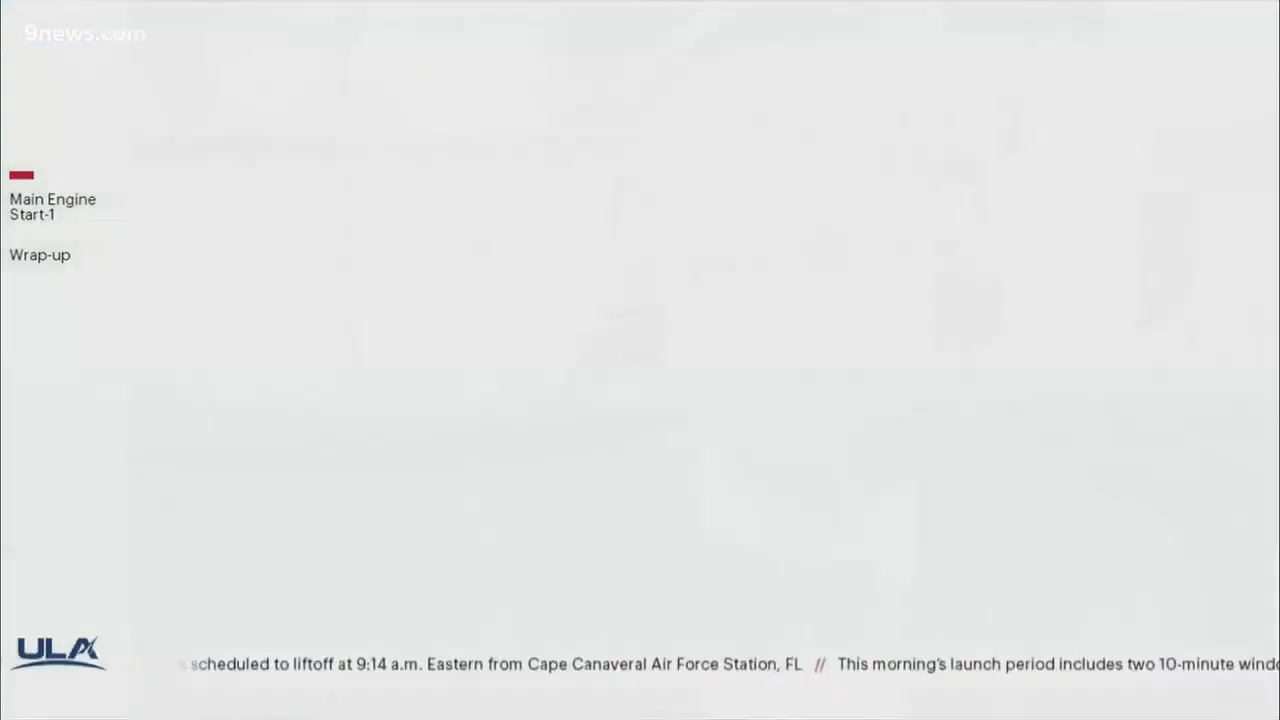 9news.com
Main Engine
Start-1
Wrap-up
ULA
scheduled to liftoff at 9:14 a.m. Eastern from Cape Canaveral Air Force Station, FL // This morning's launch period includes two 10-minute